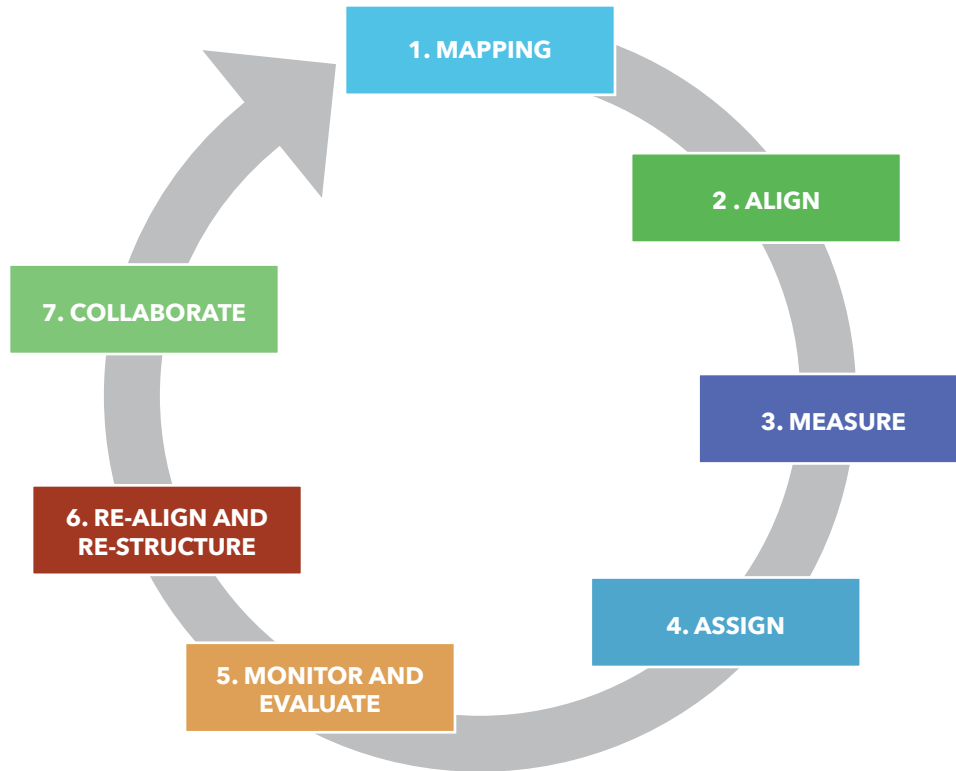 1. MAPPING
2 . ALIGN
3. MEASURE
4. ASSIGN
5. MONITOR AND
EVALUATE
6. RE-ALIGN AND
RE-STRUCTURE
7. COLLABORATE